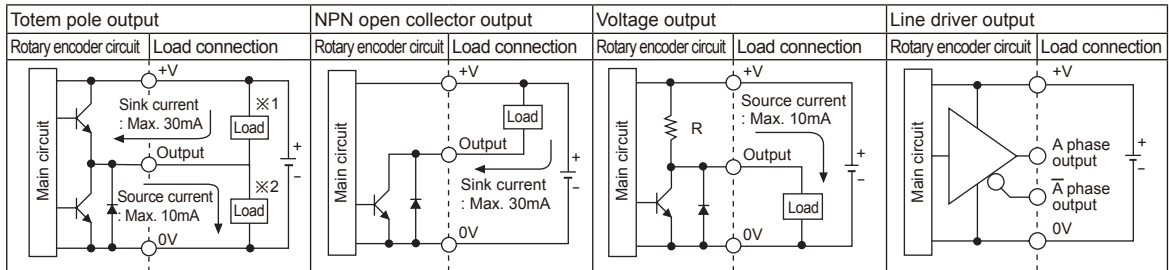 Totem pole output
Rotary encoder circuit
Load connection
Main circuit
+V
Sink current
: Max. 30mA
※1
Load
Output
+
−
Source current
: Max. 10mA
※2
Load
0V
NPN open collector output
Rotary encoder circuit
Load connection
Main circuit
+V
Load
Output
+
−
Sink current
: Max. 30mA
0V
Voltage output
Rotary encoder circuit
Load connection
Main circuit
+V
Source current
: Max. 10mA
R
Output
+
−
Load
0V
Line driver output
Rotary encoder circuit
Load connection
Main circuit
+V
A phase
output
+
−
A̅ phase
output
0V